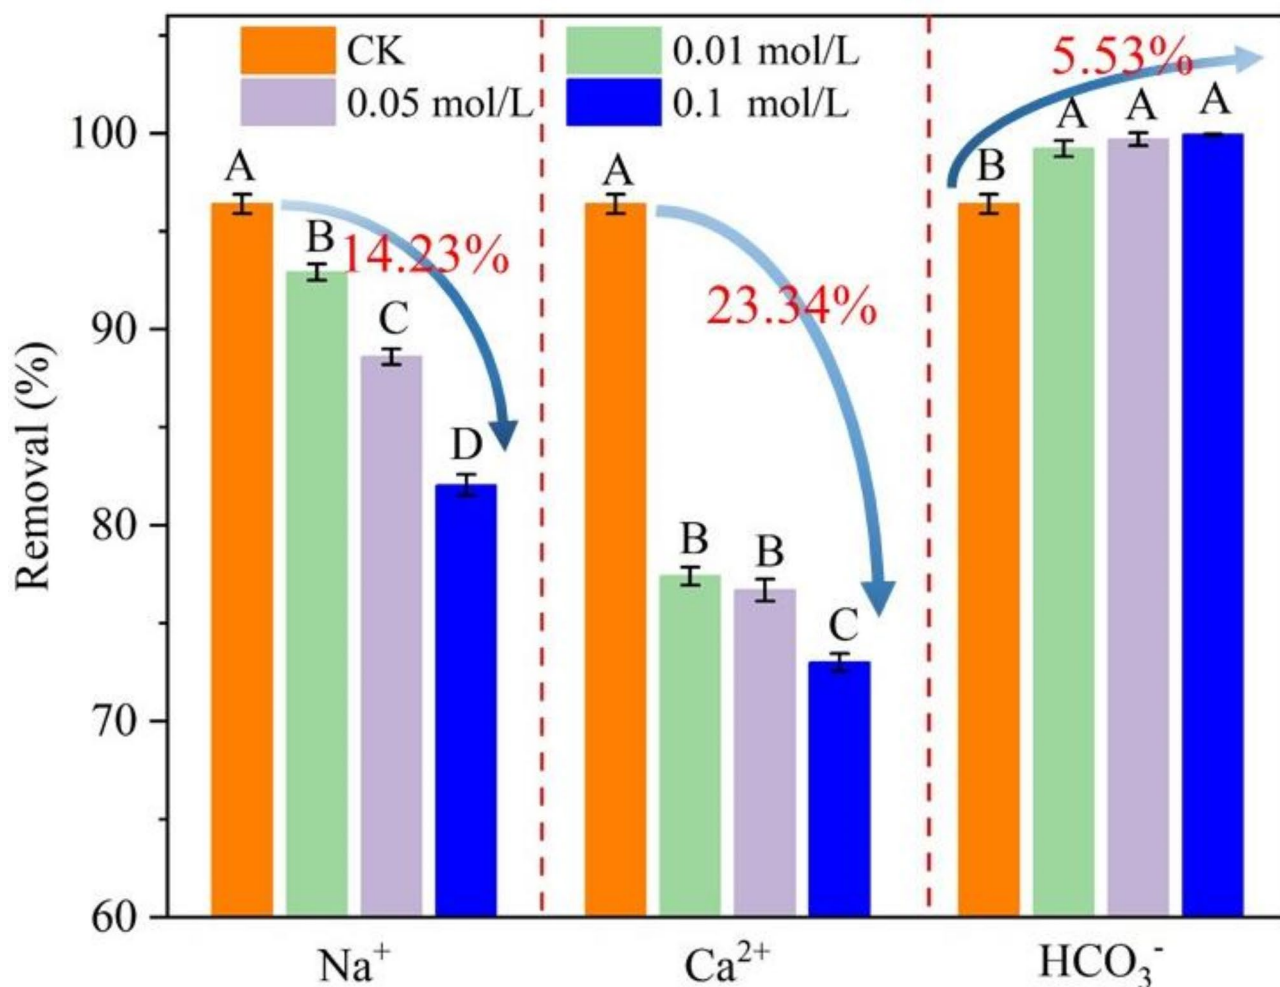 CK
0.01 mol/L
0.05 mol/L
0.1 mol/L
Removal (%)
100
90
80
70
60
A
B
C
D
14.23%
A
B
B
C
23.34%
B
A
A
A
5.53%
Na⁺
Ca²⁺
HCO₃⁻